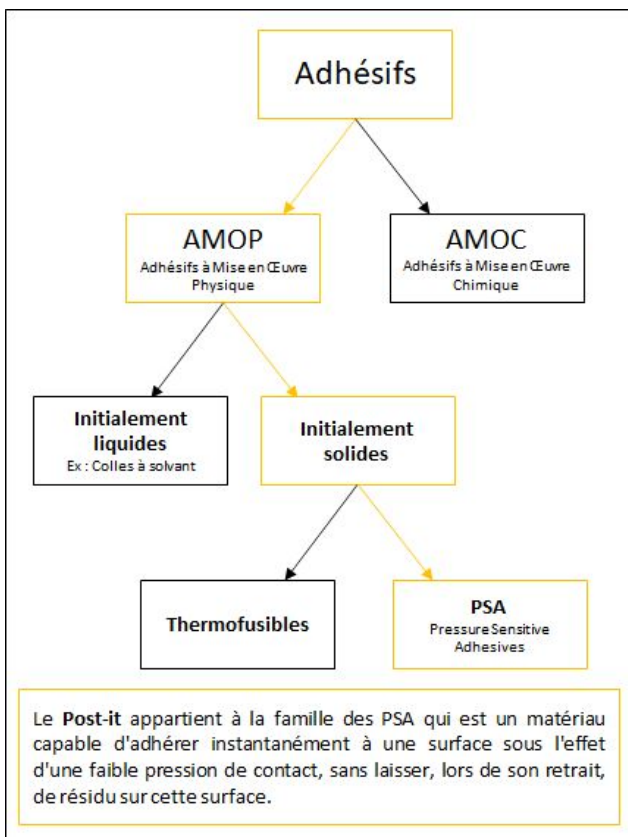 Adhésifs
AMOP
Adhésifs à Mise en Œuvre
Physique
AMOC
Adhésifs à Mise en Œuvre
Chimique
Initialement
liquides
Ex : Colles à solvant
Initialement
solides
Thermofusibles
PSA
Pressure Sensitive
Adhesives
Le Post-it appartient à la famille des PSA qui est un matériau
capable d'adhérer instantanément à une surface sous l'effet
d'une faible pression de contact, sans laisser, lors de son retrait,
de résidu sur cette surface.